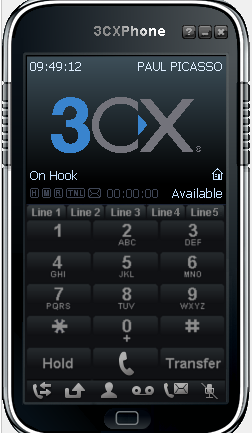 3CXPhone
09:49:12 PAUL PICASSO
3CX
On Hook
H M R TNL 00:00:00 Available
Line 1 Line 2 Line 3 Line 4 Line5
1 2 3
ABC DEF
4 5 6
GHI JKL MNO
7 8 9
PQRS TUV WXYZ
* 0 #
+
Hold Transfer